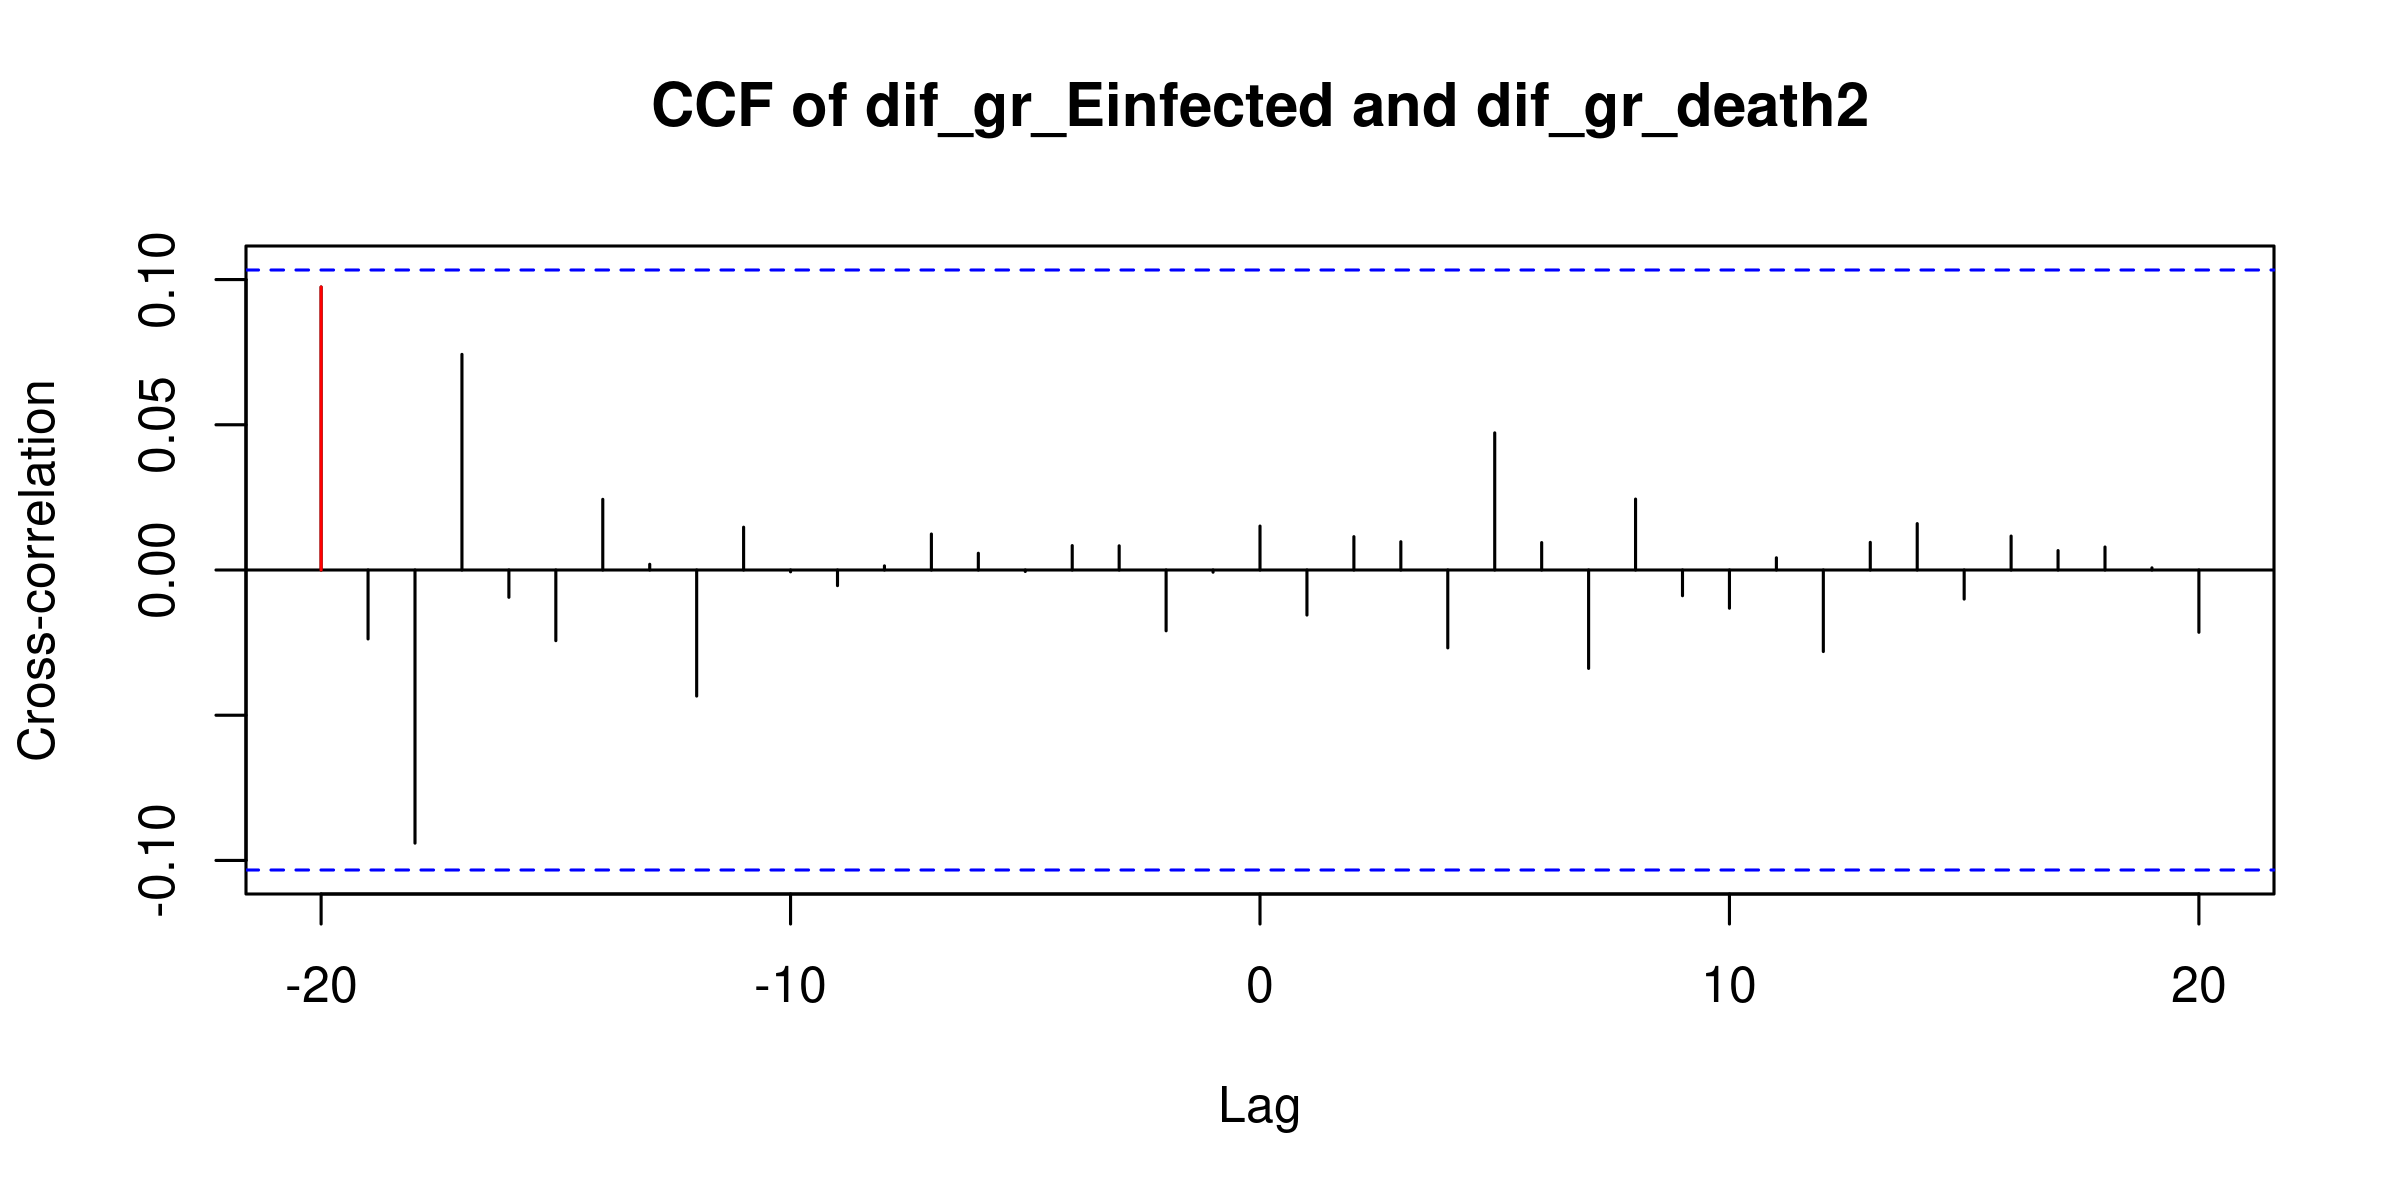 CCF of dif_gr_Einfected and dif_gr_death2
Cross-correlation
0.10
0.05
0.00
-0.10
-20 -10 0 10 20
Lag